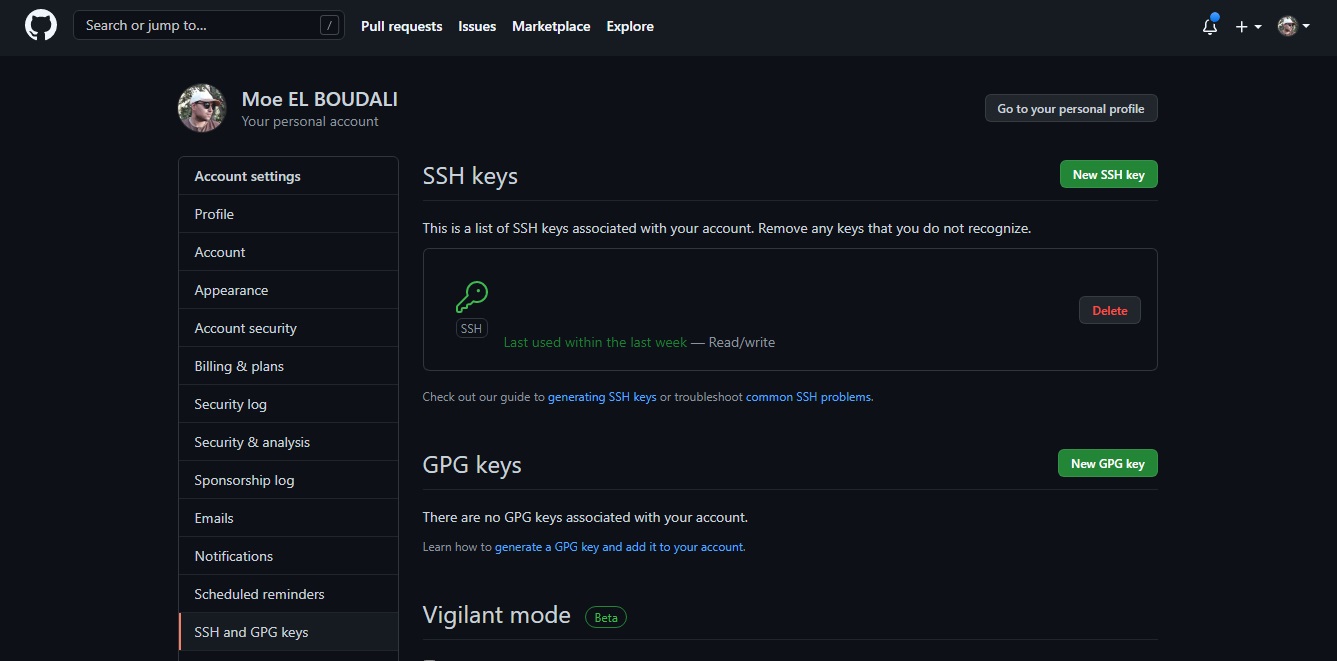 Search or jump to... /
Pull requests
Issues
Marketplace
Explore
Moe EL BOUDALI
Your personal account
Go to your personal profile
Account settings
Profile
Account
Appearance
Account security
Billing & plans
Security log
Security & analysis
Sponsorship log
Emails
Notifications
Scheduled reminders
SSH and GPG keys
SSH keys
New SSH key
This is a list of SSH keys associated with your account. Remove any keys that you do not recognize.
SSH
Last used within the last week — Read/write
Delete
Check out our guide to generating SSH keys or troubleshoot common SSH problems.
GPG keys
New GPG key
There are no GPG keys associated with your account.
Learn how to generate a GPG key and add it to your account.
Vigilant mode Beta